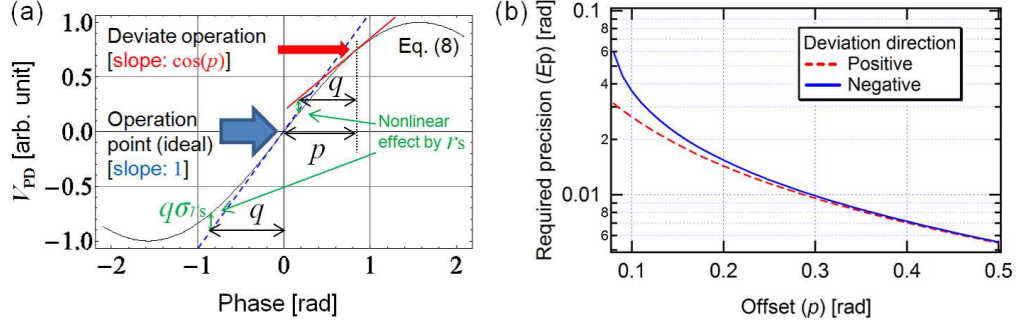 (a)
Deviate operation
[slope: cos(p)]
Eq. (8)
Operation
point (ideal)
[slope: 1]
q
p
Nonlinear
effect by rs
qσrs
q
1.0
0.5
0.0
-0.5
-1.0
VPD [arb. unit]
-2
-1
0
1
2
Phase [rad]
(b)
Required precision (Ep) [rad]
0.1
6
4
2
0.01
8
6
Deviation direction
Positive
Negative
0.1
0.2
0.3
0.4
0.5
Offset (p) [rad]